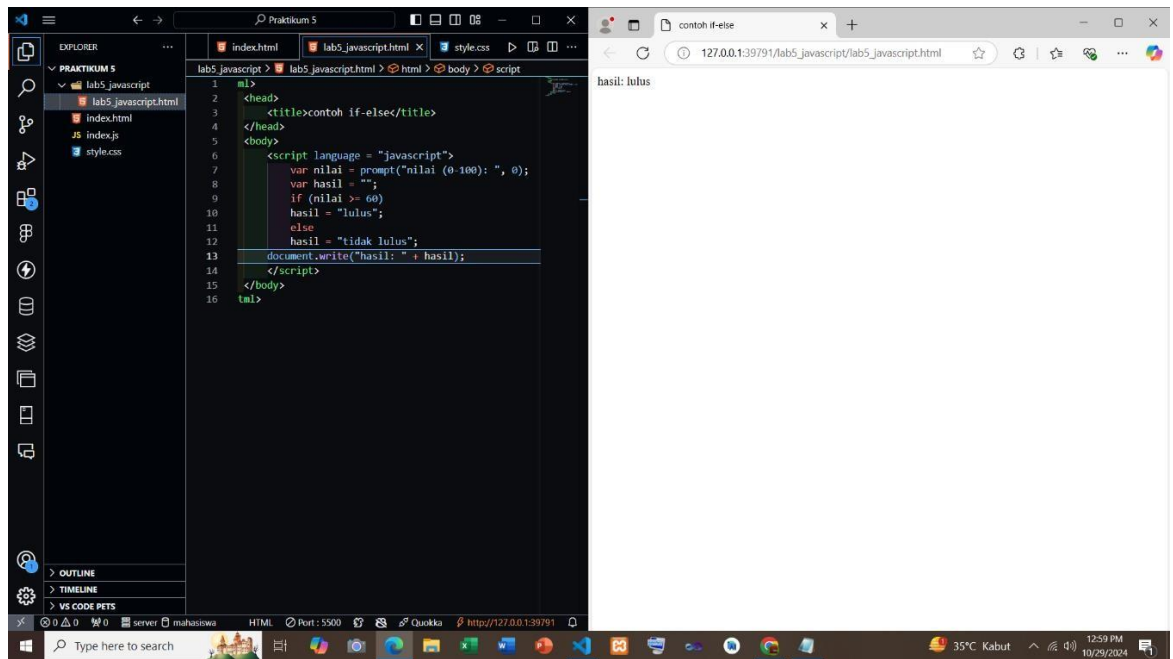 Praktikum 5
EXPLORER
PRAKTIKUM 5
lab5_javascript
lab5_javascript.html
index.html
JS index.js
style.css
OUTLINE
TIMELINE
VS CODE PETS
index.html
lab5_javascript.html
style.css
lab5_javascript > lab5_javascript.html > html > body > script
1 ml>
2 <head>
3 <title>contoh if-else</title>
4 </head>
5 <body>
6 <script language = "javascript">
7 var nilai = prompt("nilai (0-100): ", 0);
8 var hasil = "";
9 if (nilai >= 60)
10 hasil = "lulus";
11 else
12 hasil = "tidak lulus";
13 document.write("hasil: " + hasil);
14 </script>
15 </body>
16 tml>
0 0 0 server mahasiswa HTML Port : 5500 Quokka http://127.0.0.1:39791
contoh if-else
127.0.0.1:39791/lab5_javascript/lab5_javascript.html
hasil: lulus
Type here to search
35°C Kabut
12:59 PM
10/29/2024